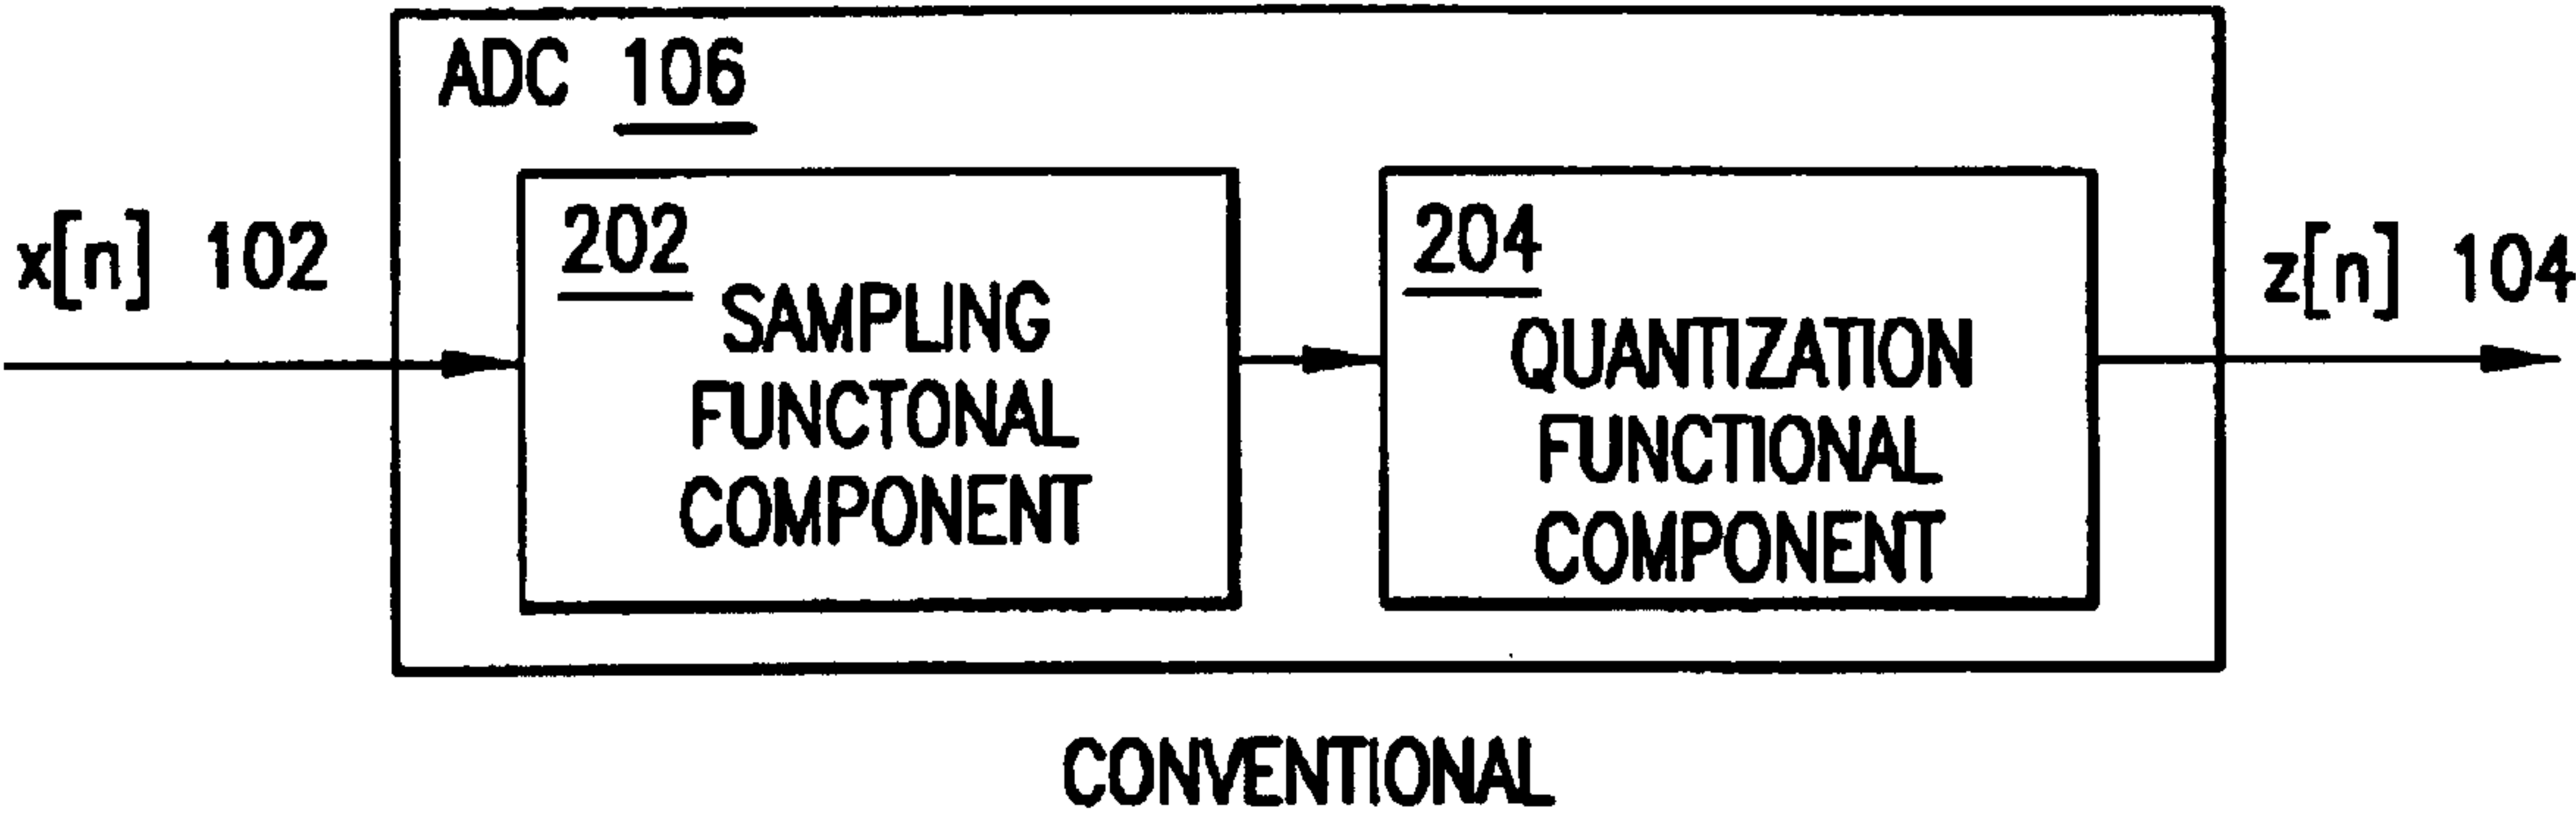 ADC 106
x[n] 102
202
SAMPLING
FUNCTONAL
COMPONENT
204
QUANTIZATION
FUNCTIONAL
COMPONENT
z[n] 104
CONVENTIONAL